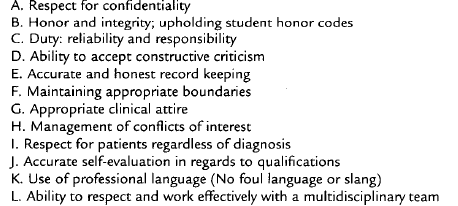 A. Respect for confidentiality
B. Honor and integrity; upholding student honor codes
C. Duty: reliability and responsibility
D. Ability to accept constructive criticism
E. Accurate and honest record keeping
F. Maintaining appropriate boundaries
G. Appropriate clinical attire
H. Management of conflicts of interest
I. Respect for patients regardless of diagnosis
J. Accurate self-evaluation in regards to qualifications
K. Use of professional language (No foul language or slang)
L. Ability to respect and work effectively with a multidisciplinary team